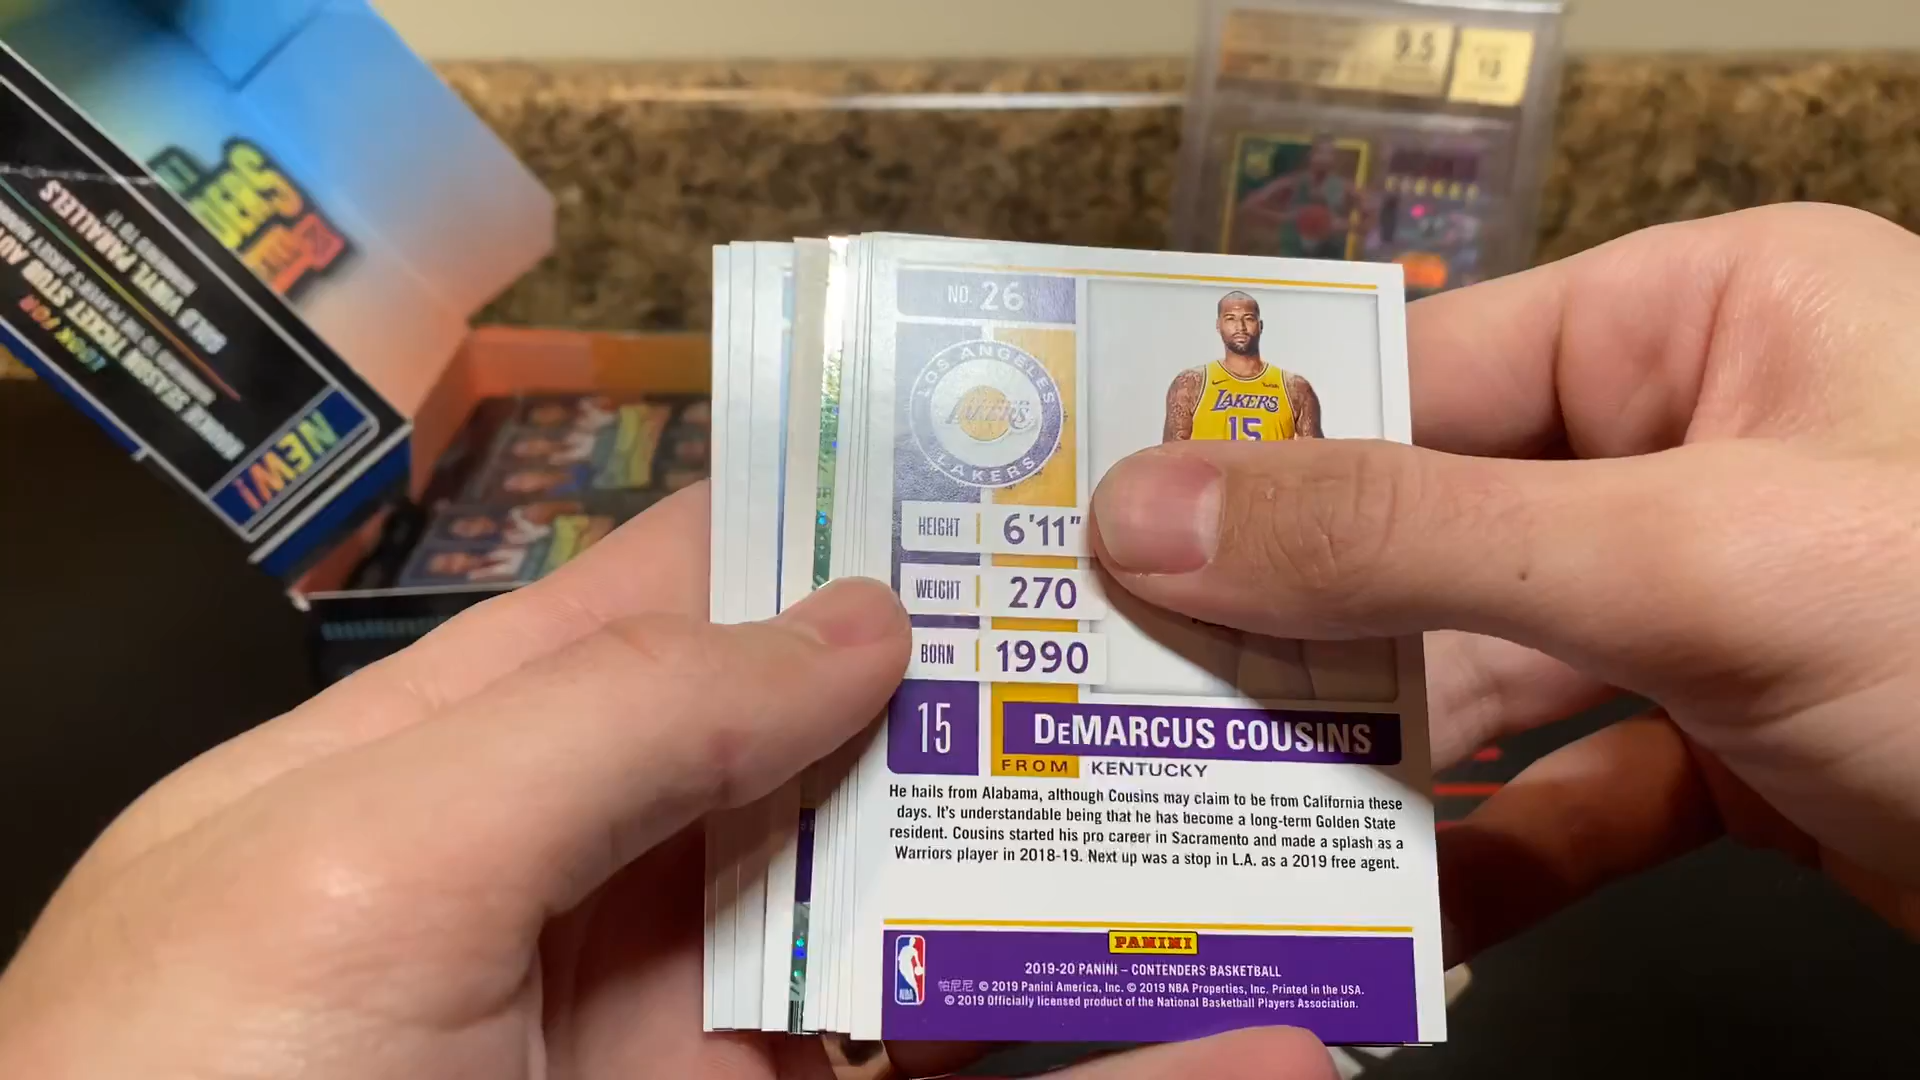 NO. 26
LOS ANGELES
LAKERS
LAKERS
LAKERS
15
HEIGHT 6'11"
WEIGHT 270
BORN 1990
15
DeMARCUS COUSINS
FROM KENTUCKY
He hails from Alabama, although Cousins may claim to be from California these
days. It's understandable being that he has become a long-term Golden State
resident. Cousins started his pro career in Sacramento and made a splash as a
Warriors player in 2018-19. Next up was a stop in L.A. as a 2019 free agent.
PANINI
NBA
2019-20 PANINI – CONTENDERS BASKETBALL
帕尼尼 © 2019 Panini America, Inc. © 2019 NBA Properties, Inc. Printed in the USA.
© 2019 Officially licensed product of the National Basketball Players Association.
9.5
10
TICKET
NEW!
LOOK FOR
GOLD VINYL PARALLELS